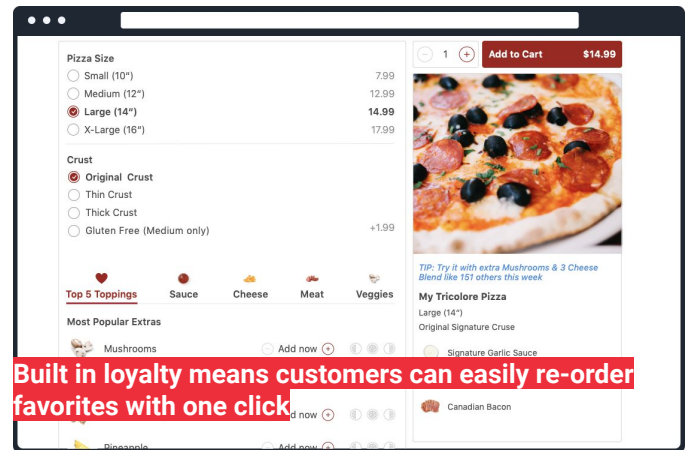 Pizza Size
Small (10")
7.99
Medium (12")
12.99
Large (14")
14.99
X-Large (16")
17.99
Crust
Original Crust
Thin Crust
Thick Crust
Gluten Free (Medium only)
+1.99
Top 5 Toppings
Sauce
Cheese
Meat
Veggies
Most Popular Extras
Mushrooms
Add now
Built in loyalty means customers can easily re-order
favorites with one click
now
Pineapple
Add now
1
Add to Cart
$14.99
TIP: Try it with extra Mushrooms & 3 Cheese
Blend like 151 others this week
My Tricolore Pizza
Large (14")
Original Signature Cruse
Signature Garlic Sauce
Canadian Bacon